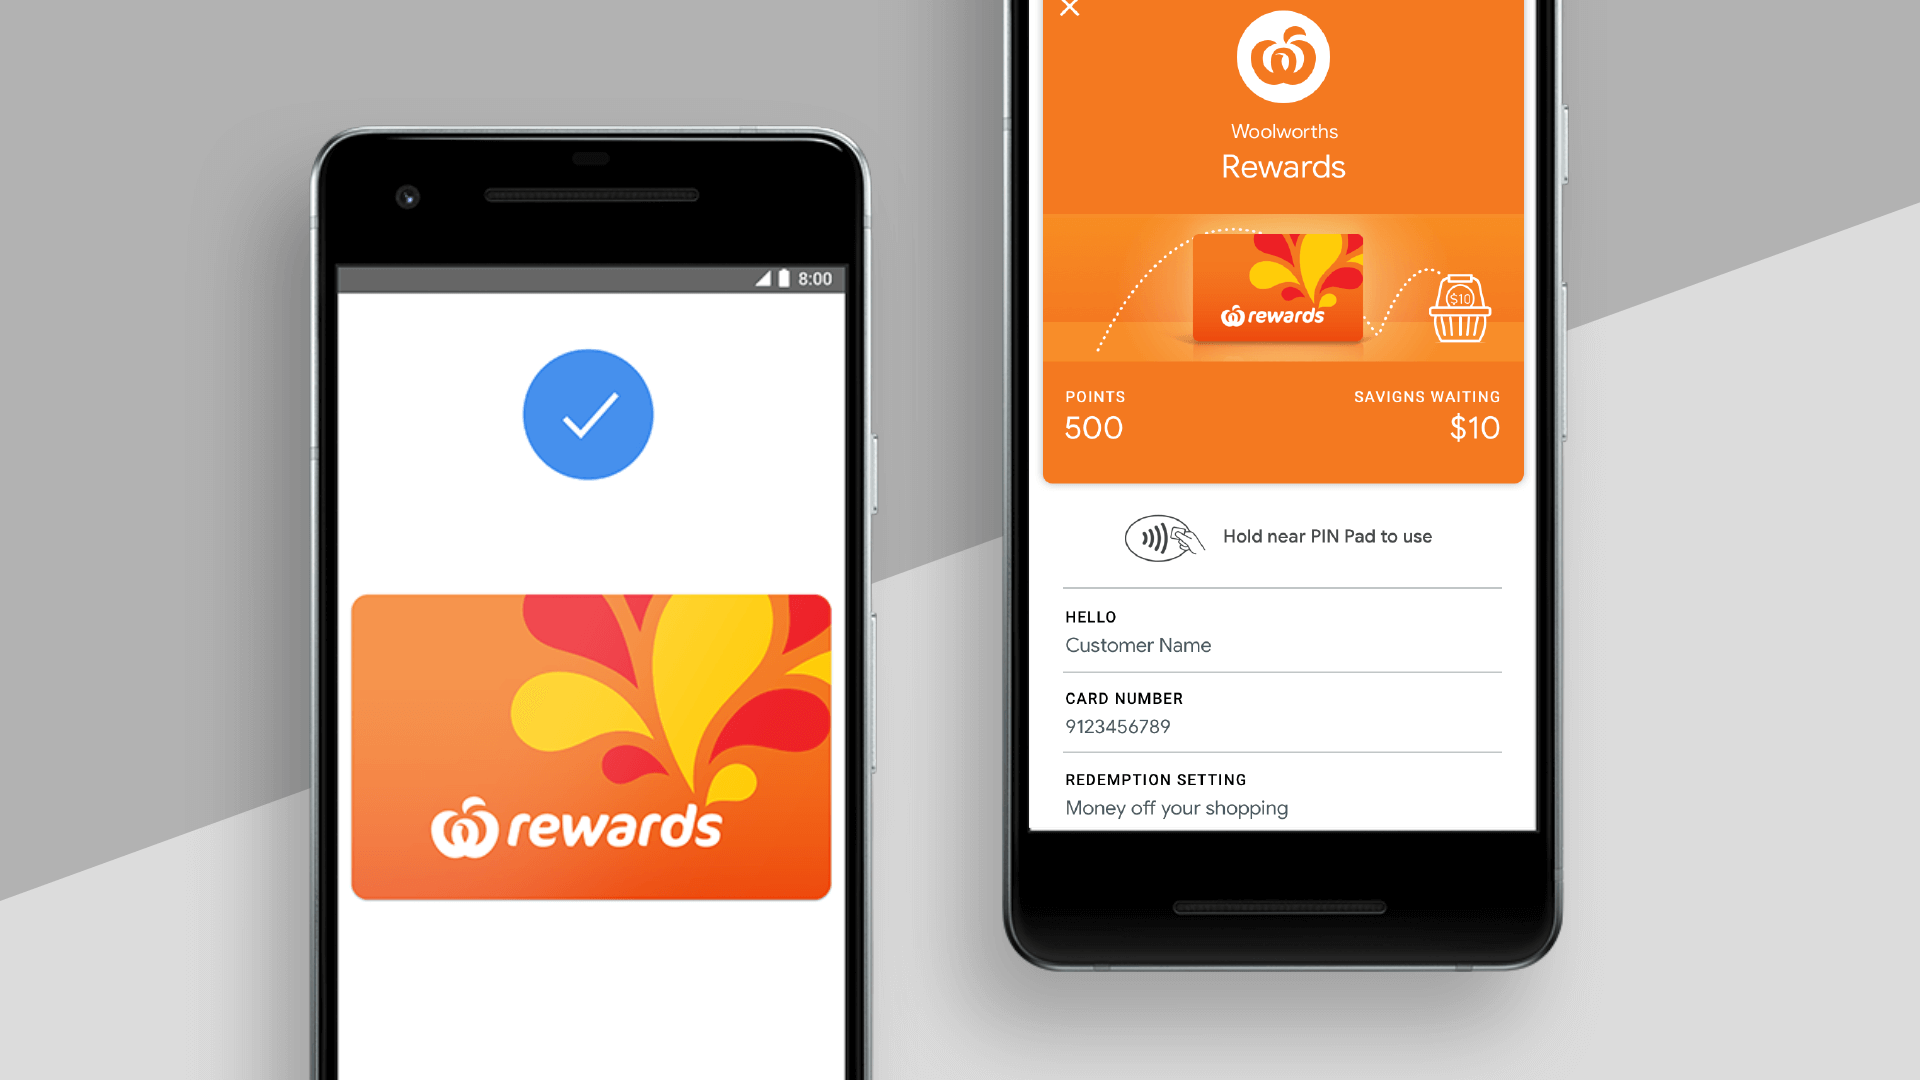 8:00
rewards
Woolworths
Rewards
rewards
$10
POINTS
SAVIGNS WAITING
500
$10
Hold near PIN Pad to use
HELLO
Customer Name
CARD NUMBER
9123456789
REDEMPTION SETTING
Money off your shopping